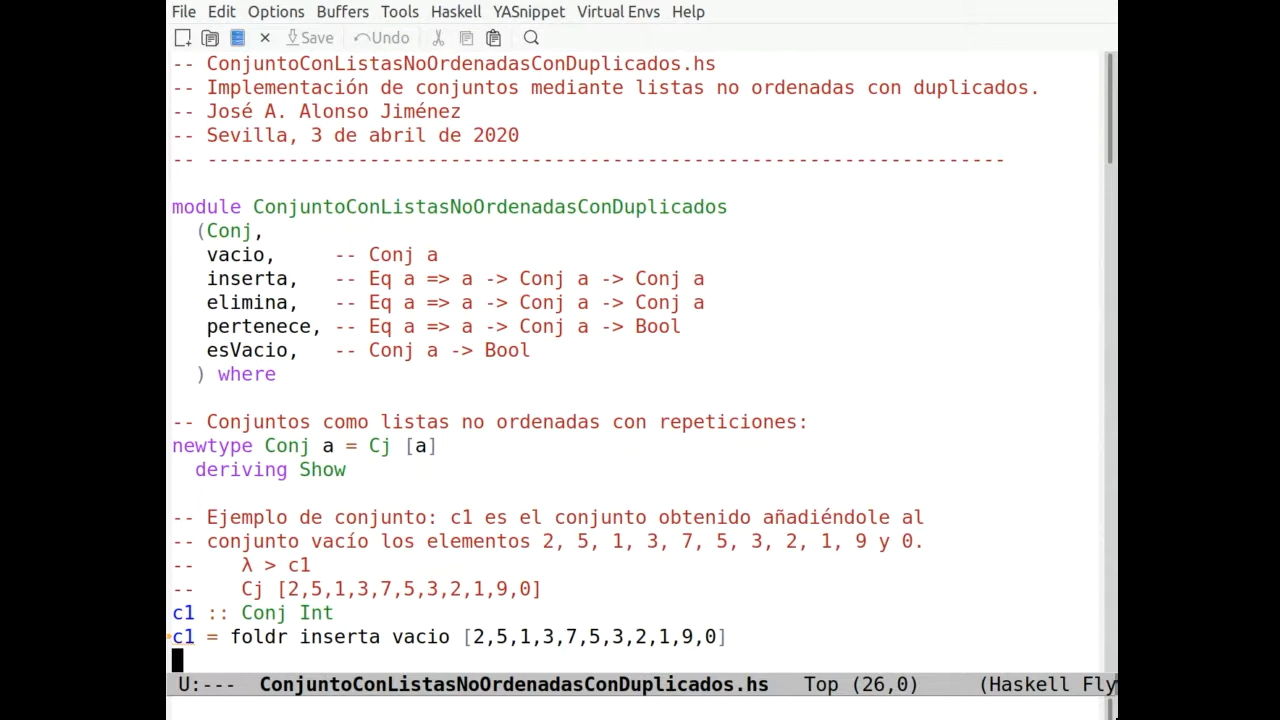 File Edit Options Buffers Tools Haskell YASnippet Virtual Envs Help
Save Undo
-- ConjuntoConListasNoOrdenadasConDuplicados.hs
-- Implementación de conjuntos mediante listas no ordenadas con duplicados.
-- José A. Alonso Jiménez
-- Sevilla, 3 de abril de 2020
-- ---------------------------------------------------------------------
module ConjuntoConListasNoOrdenadasConDuplicados
(Conj,
vacio, -- Conj a
inserta, -- Eq a => a -> Conj a -> Conj a
elimina, -- Eq a => a -> Conj a -> Conj a
pertenece, -- Eq a => a -> Conj a -> Bool
esVacio, -- Conj a -> Bool
) where
-- Conjuntos como listas no ordenadas con repeticiones:
newtype Conj a = Cj [a]
deriving Show
-- Ejemplo de conjunto: c1 es el conjunto obtenido añadiéndole al
-- conjunto vacío los elementos 2, 5, 1, 3, 7, 5, 3, 2, 1, 9 y 0.
-- λ > c1
-- Cj [2,5,1,3,7,5,3,2,1,9,0]
c1 :: Conj Int
c1 = foldr inserta vacio [2,5,1,3,7,5,3,2,1,9,0]
U:--- ConjuntoConListasNoOrdenadasConDuplicados.hs Top (26,0) (Haskell Fly